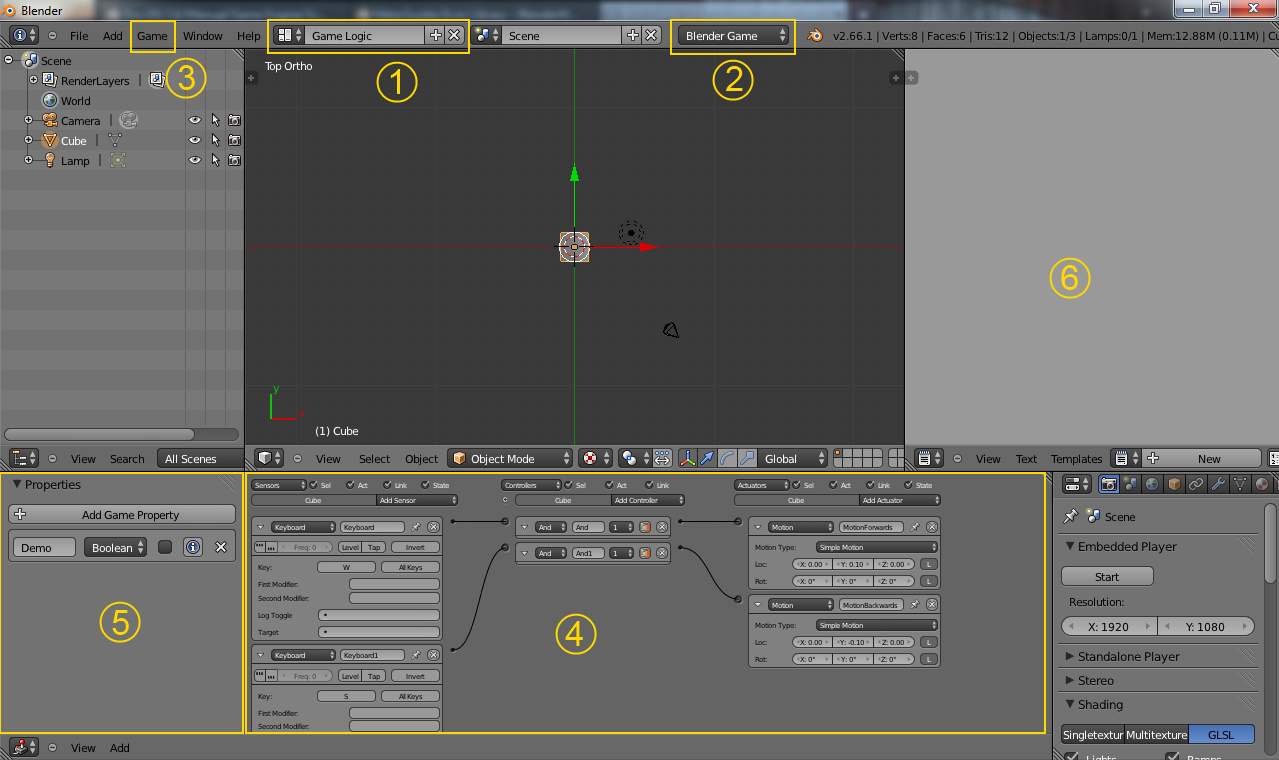 Blender
File Add Game Window Help Game Logic Scene Blender Game v2.66.1 | Verts:8 | Faces:6 | Tris:12 | Objects:1/3 | Lamps:0/1 | Mem:12.88M (0.11M) | Cu
3
1
2
Scene
RenderLayers |
World
Camera |
Cube |
Lamp |
Top Ortho
6
y
x
(1) Cube
View Search All Scenes
View Select Object Object Mode Global
View Text Templates New
Properties
Add Game Property
Demo Boolean
5
Sensors Sel Act Link State
Cube Add Sensor
Keyboard Keyboard
Freq: 0 Level Tap Invert
Key: W All Keys
First Modifier:
Second Modifier:
Log Toggle
Target
Keyboard Keyboard1
Freq: 0 Level Tap Invert
Key: S All Keys
First Modifier:
Second Modifier:
Controllers Sel Act Link
Cube Add Controller
And And 1
And And1 1
4
Actuators Sel Act Link State
Cube Add Actuator
Motion MotionForwards
Motion Type: Simple Motion
Loc: X: 0.00 Y: 0.10 Z: 0.00 L
Rot: X: 0° Y: 0° Z: 0° L
Motion MotionBackwards
Motion Type: Simple Motion
Loc: X: 0.00 Y: -0.10 Z: 0.00 L
Rot: X: 0° Y: 0° Z: 0° L
Scene
Embedded Player
Start
Resolution:
X: 1920 Y: 1080
Standalone Player
Stereo
Shading
Singletextur Multitexture GLSL
Lights Ramps
View Add